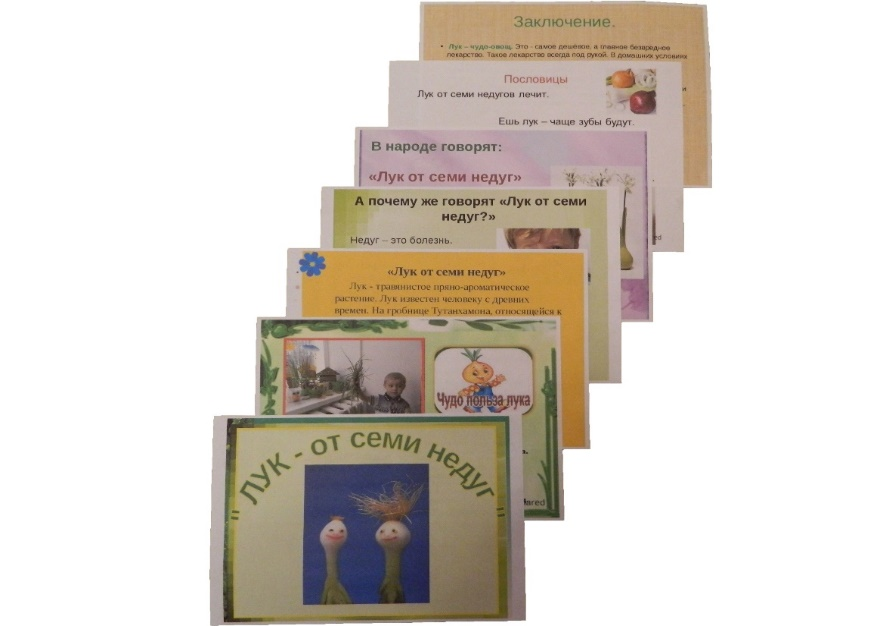 Заключение.
• Лук – чудо-овощ. Это - самое дешёвое, а главное безвредное
лекарство. Такое лекарство всегда под рукой. В домашних условиях
Пословицы
Лук от семи недугов лечит.
Ешь лук – чаще зубы будут.
В народе говорят:
«Лук от семи недуг»
А почему же говорят «Лук от семи
недуг?»
Недуг – это болезнь.
«Лук от семи недуг»
Лук - травянистое пряно-ароматическое
растение. Лук известен человеку с древних
времен. На гробнице Тутанхамона, относящейся к
Чудо польза лука
" ЛУК - от семи недуг "